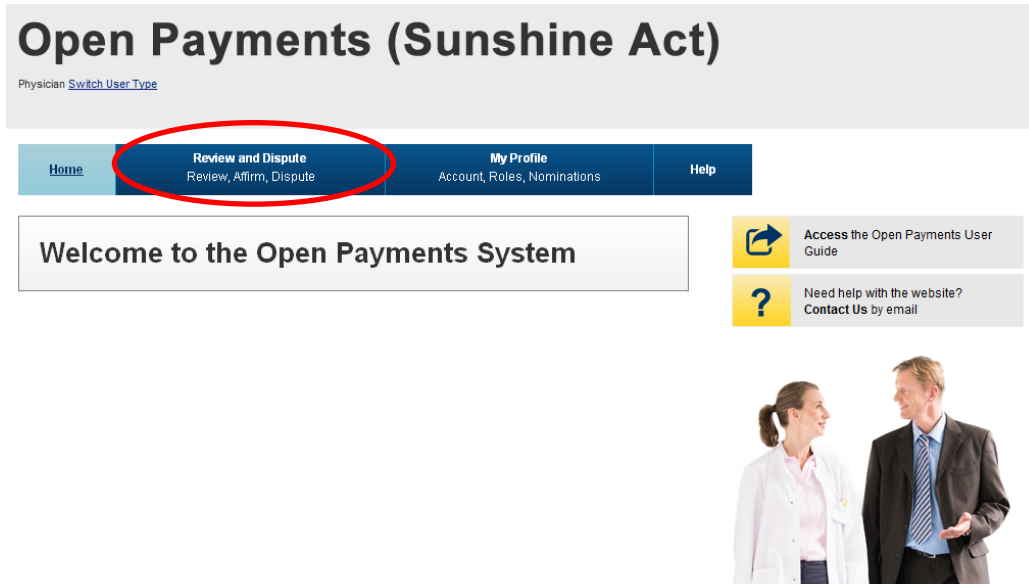 Open Payments (Sunshine Act)
Physician Switch User Type
Home
Review and Dispute
Review, Affirm, Dispute
My Profile
Account, Roles, Nominations
Help
Welcome to the Open Payments System
Access the Open Payments User
Guide
?
Need help with the website?
Contact Us by email